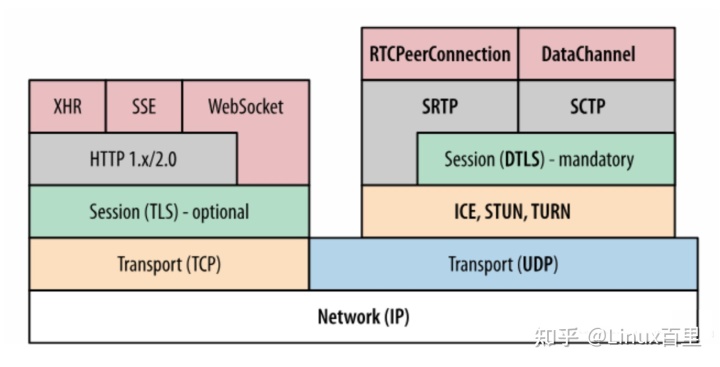 RTCPeerConnection DataChannel
XHR SSE WebSocket SRTP SCTP
HTTP 1.x/2.0 Session (DTLS) - mandatory
Session (TLS) - optional ICE, STUN, TURN
Transport (TCP) Transport (UDP)
Network (IP)
知乎 @Linux百里